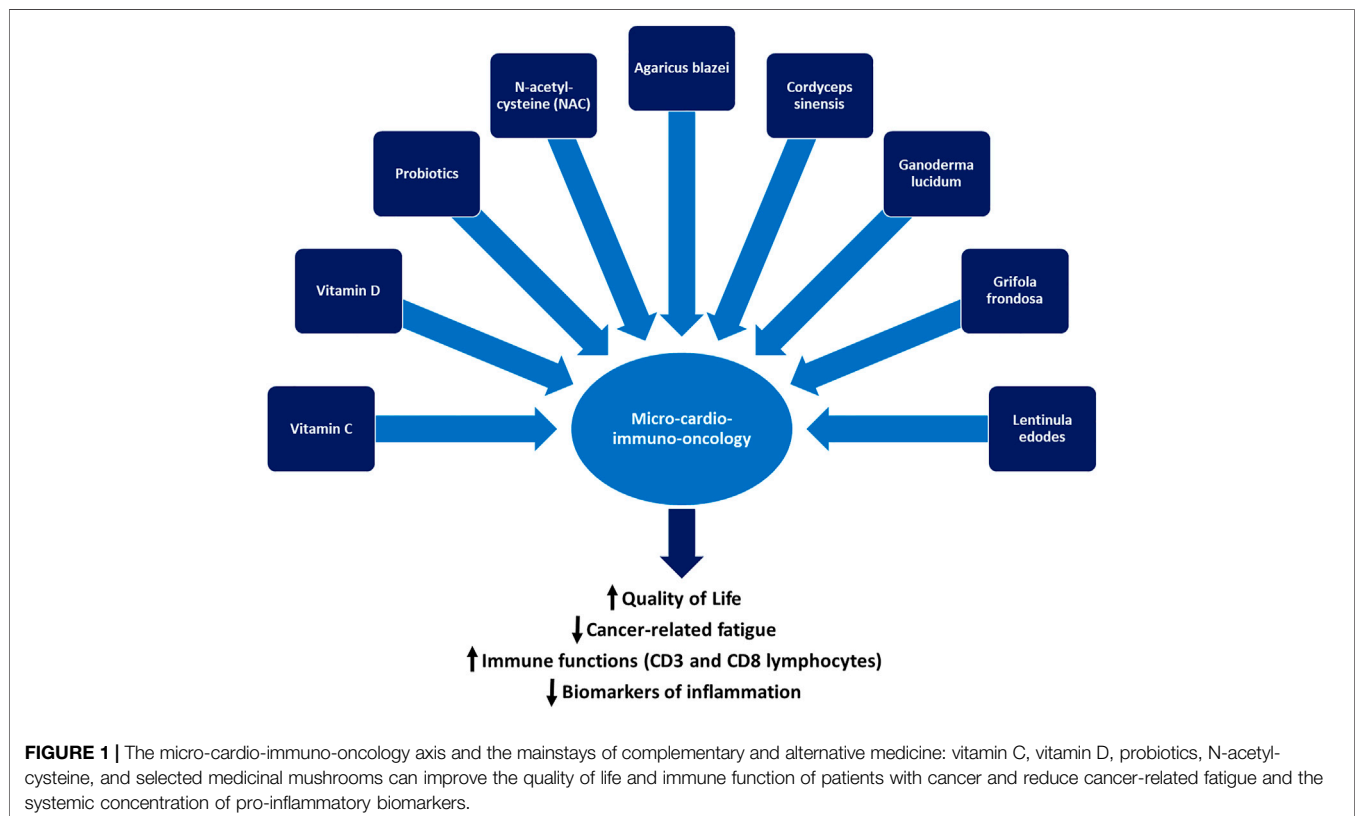 Agaricus blazei
N-acetyl-
cysteine (NAC)
Cordyceps
sinensis
Probiotics
Ganoderma
lucidum
Vitamin D
Grifola
frondosa
Vitamin C
Micro-cardio-
immuno-oncology
Lentinula
edodes
↑ Quality of Life
↓ Cancer-related fatigue
↑ Immune functions (CD3 and CD8 lymphocytes)
↓ Biomarkers of inflammation
FIGURE 1 | The micro-cardio-immuno-oncology axis and the mainstays of complementary and alternative medicine: vitamin C, vitamin D, probiotics, N-acetyl-
cysteine, and selected medicinal mushrooms can improve the quality of life and immune function of patients with cancer and reduce cancer-related fatigue and the
systemic concentration of pro-inflammatory biomarkers.